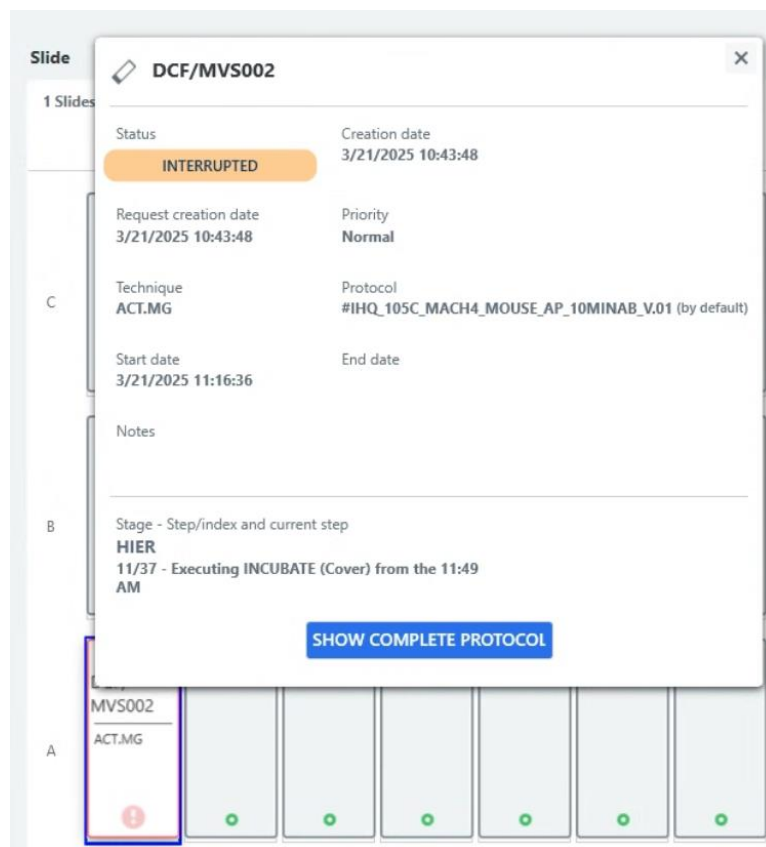 Slide
DCF/MVS002
1 Slides
Status
Creation date
INTERRUPTED
3/21/2025 10:43:48
Request creation date
Priority
3/21/2025 10:43:48
Normal
Technique
Protocol
ACT.MG
#IHQ_105C_MACH4_MOUSE_AP_10MINAB_V.01 (by default)
Start date
End date
3/21/2025 11:16:36
Notes
Stage - Step/index and current step
HIER
11/37 - Executing INCUBATE (Cover) from the 11:49
AM
SHOW COMPLETE PROTOCOL
C
B
A
MVS002
ACT.MG